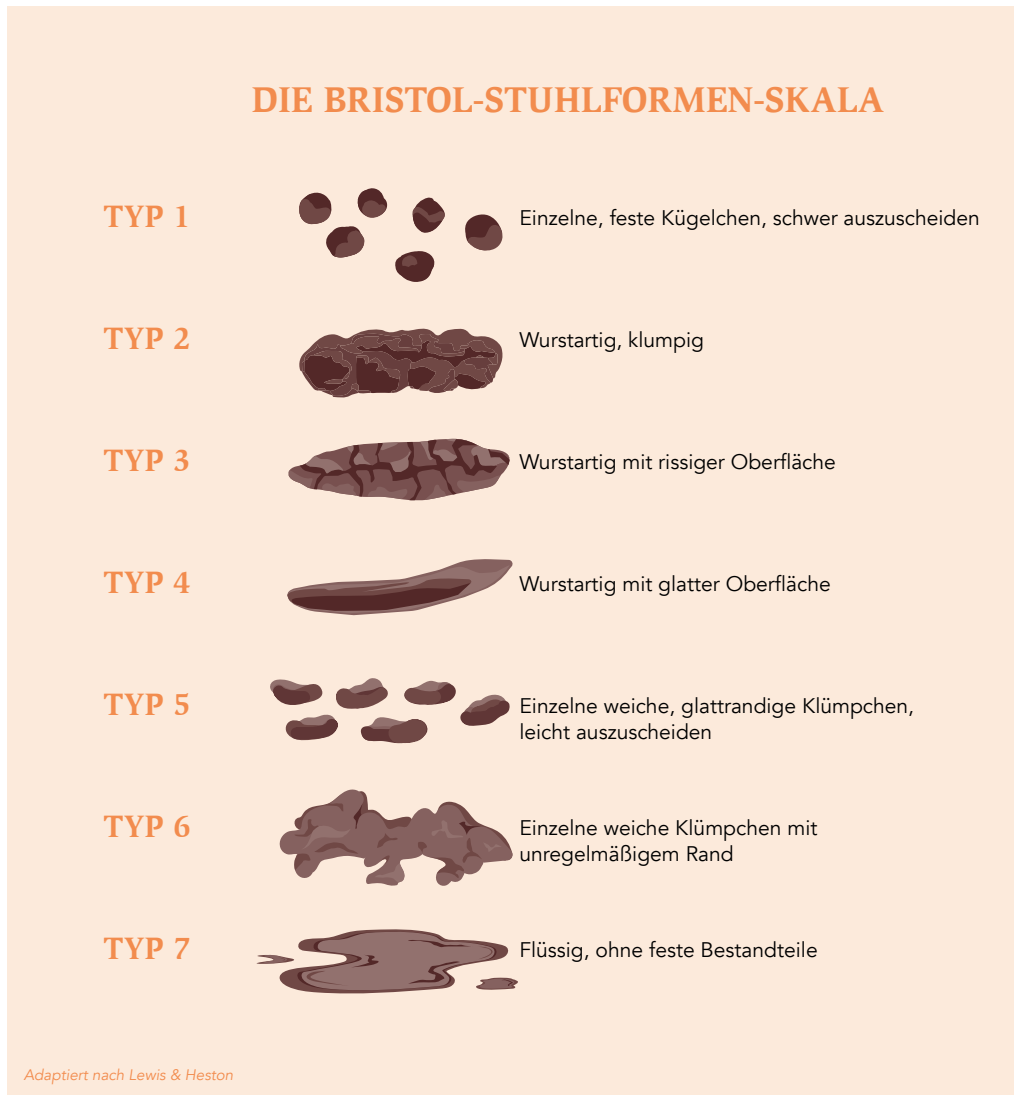 DIE BRISTOL-STUHLFORMEN-SKALA
TYP 1
Einzelne, feste Kügelchen, schwer auszuscheiden
TYP 2
Wurstartig, klumpig
TYP 3
Wurstartig mit rissiger Oberfläche
TYP 4
Wurstartig mit glatter Oberfläche
TYP 5
Einzelne weiche, glattrandige Klümpchen,
leicht auszuscheiden
TYP 6
Einzelne weiche Klümpchen mit
unregelmäßigem Rand
TYP 7
Flüssig, ohne feste Bestandteile
Adaptiert nach Lewis & Heston